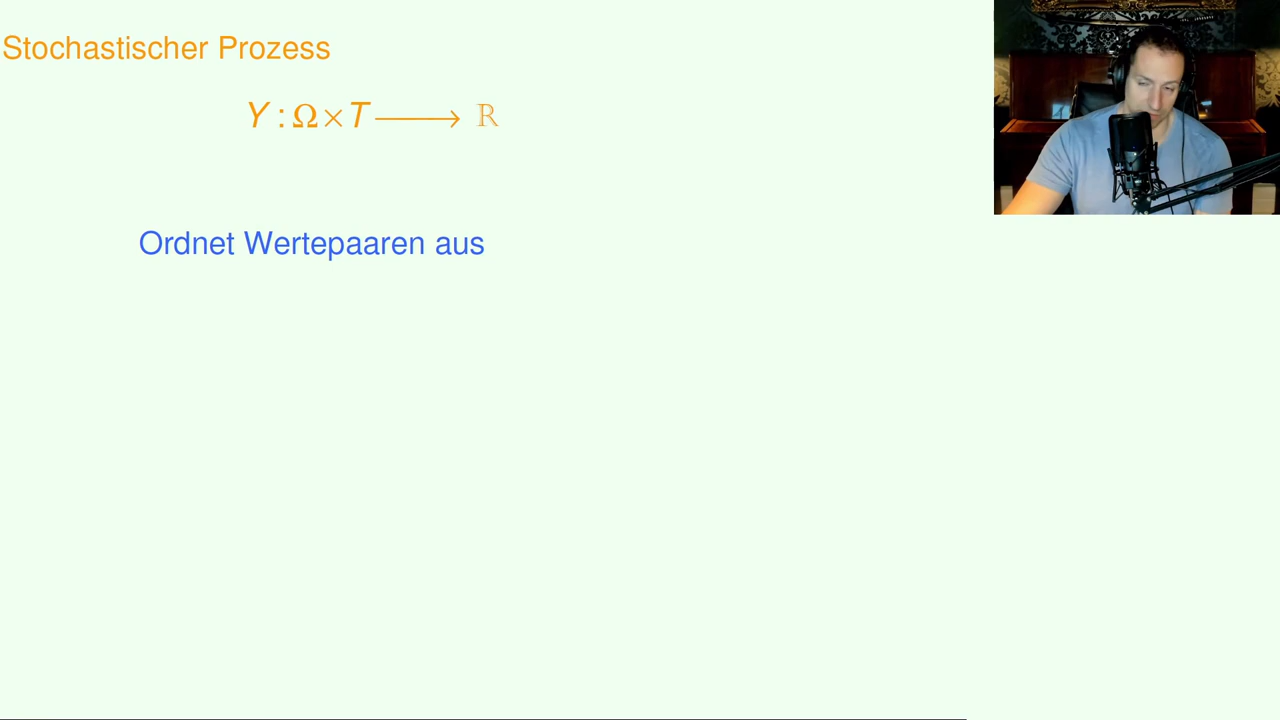 Stochastischer Prozess
Y : Ω × T ⟶ ℝ
Ordnet Wertepaaren aus